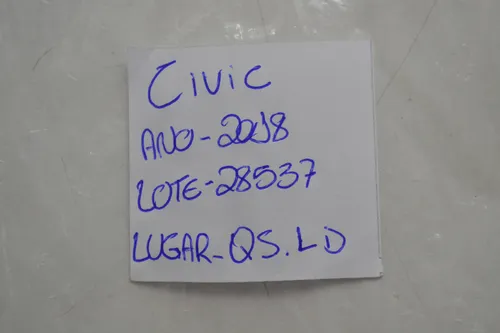 CIVIC
ANO-2018
LOTE-28537
LUGAR-QS.LD